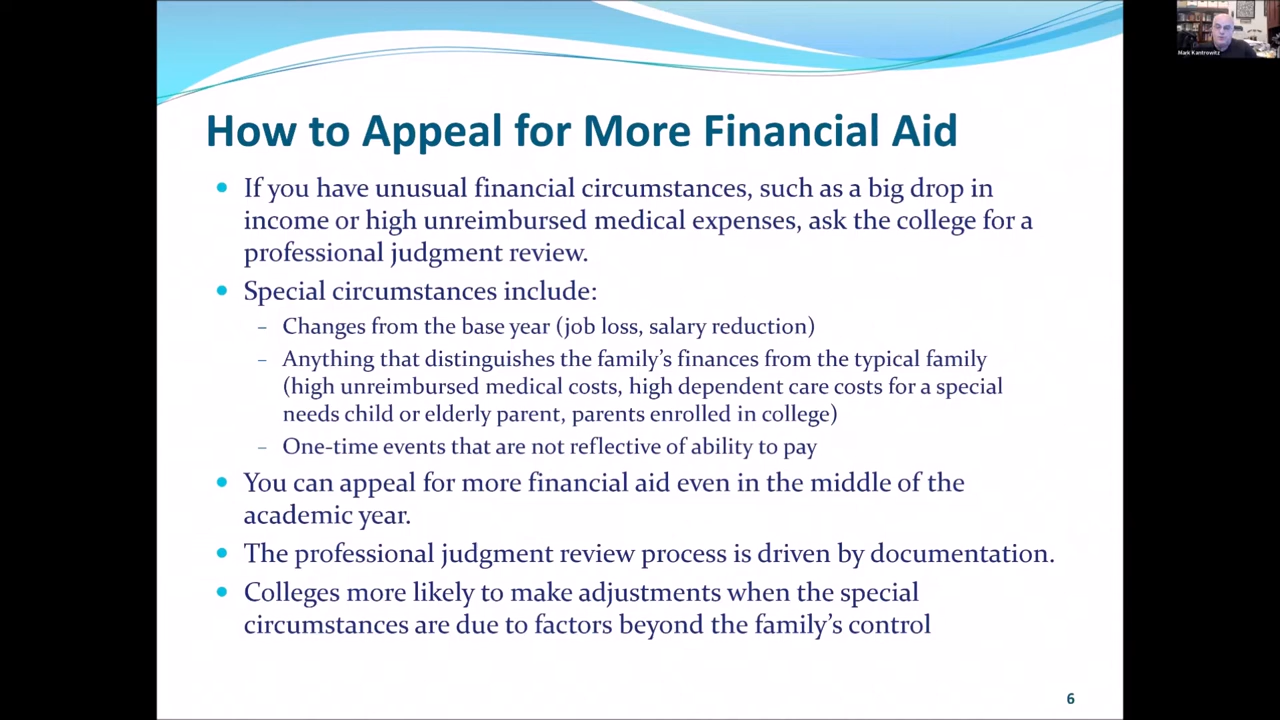 Mark Kantrowitz
How to Appeal for More Financial Aid
• If you have unusual financial circumstances, such as a big drop in
income or high unreimbursed medical expenses, ask the college for a
professional judgment review.
• Special circumstances include:
– Changes from the base year (job loss, salary reduction)
– Anything that distinguishes the family’s finances from the typical family
(high unreimbursed medical costs, high dependent care costs for a special
needs child or elderly parent, parents enrolled in college)
– One-time events that are not reflective of ability to pay
• You can appeal for more financial aid even in the middle of the
academic year.
• The professional judgment review process is driven by documentation.
• Colleges more likely to make adjustments when the special
circumstances are due to factors beyond the family’s control
6